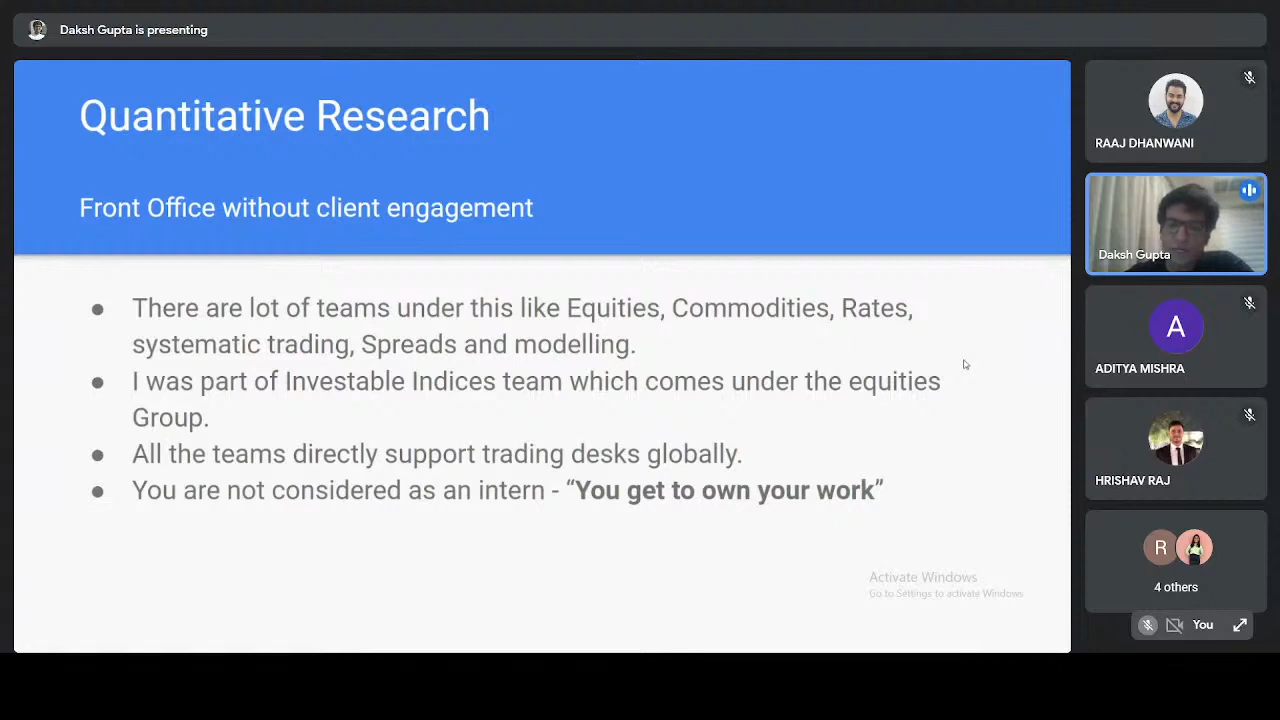 Daksh Gupta is presenting
Quantitative Research
Front Office without client engagement
● There are lot of teams under this like Equities, Commodities, Rates,
systematic trading, Spreads and modelling.
● I was part of Investable Indices team which comes under the equities
Group.
● All the teams directly support trading desks globally.
● You are not considered as an intern - “You get to own your work”
Activate Windows
Go to Settings to activate Windows
RAAJ DHANWANI
Daksh Gupta
A
ADITYA MISHRA
HRISHAV RAJ
R
4 others
You